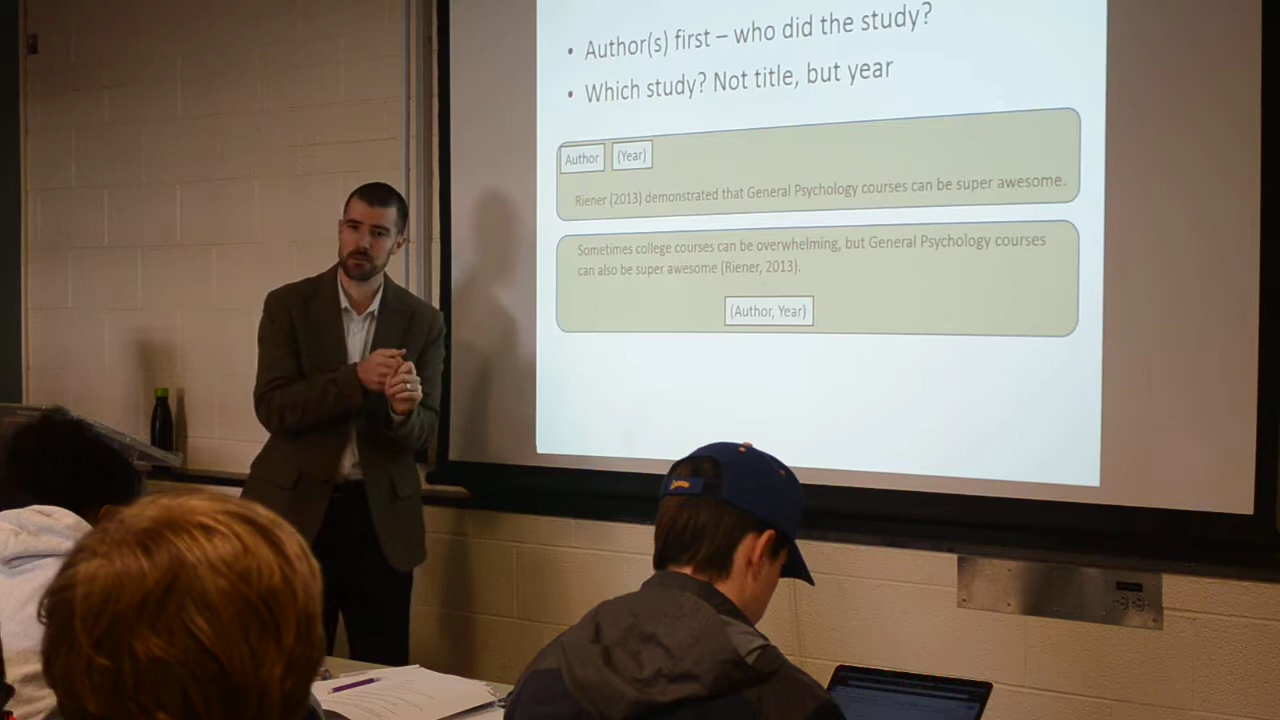 • Author(s) first – who did the study?
• Which study? Not title, but year
Author (Year)
Riener (2013) demonstrated that General Psychology courses can be super awesome.
Sometimes college courses can be overwhelming, but General Psychology courses
can also be super awesome (Riener, 2013).
(Author, Year)